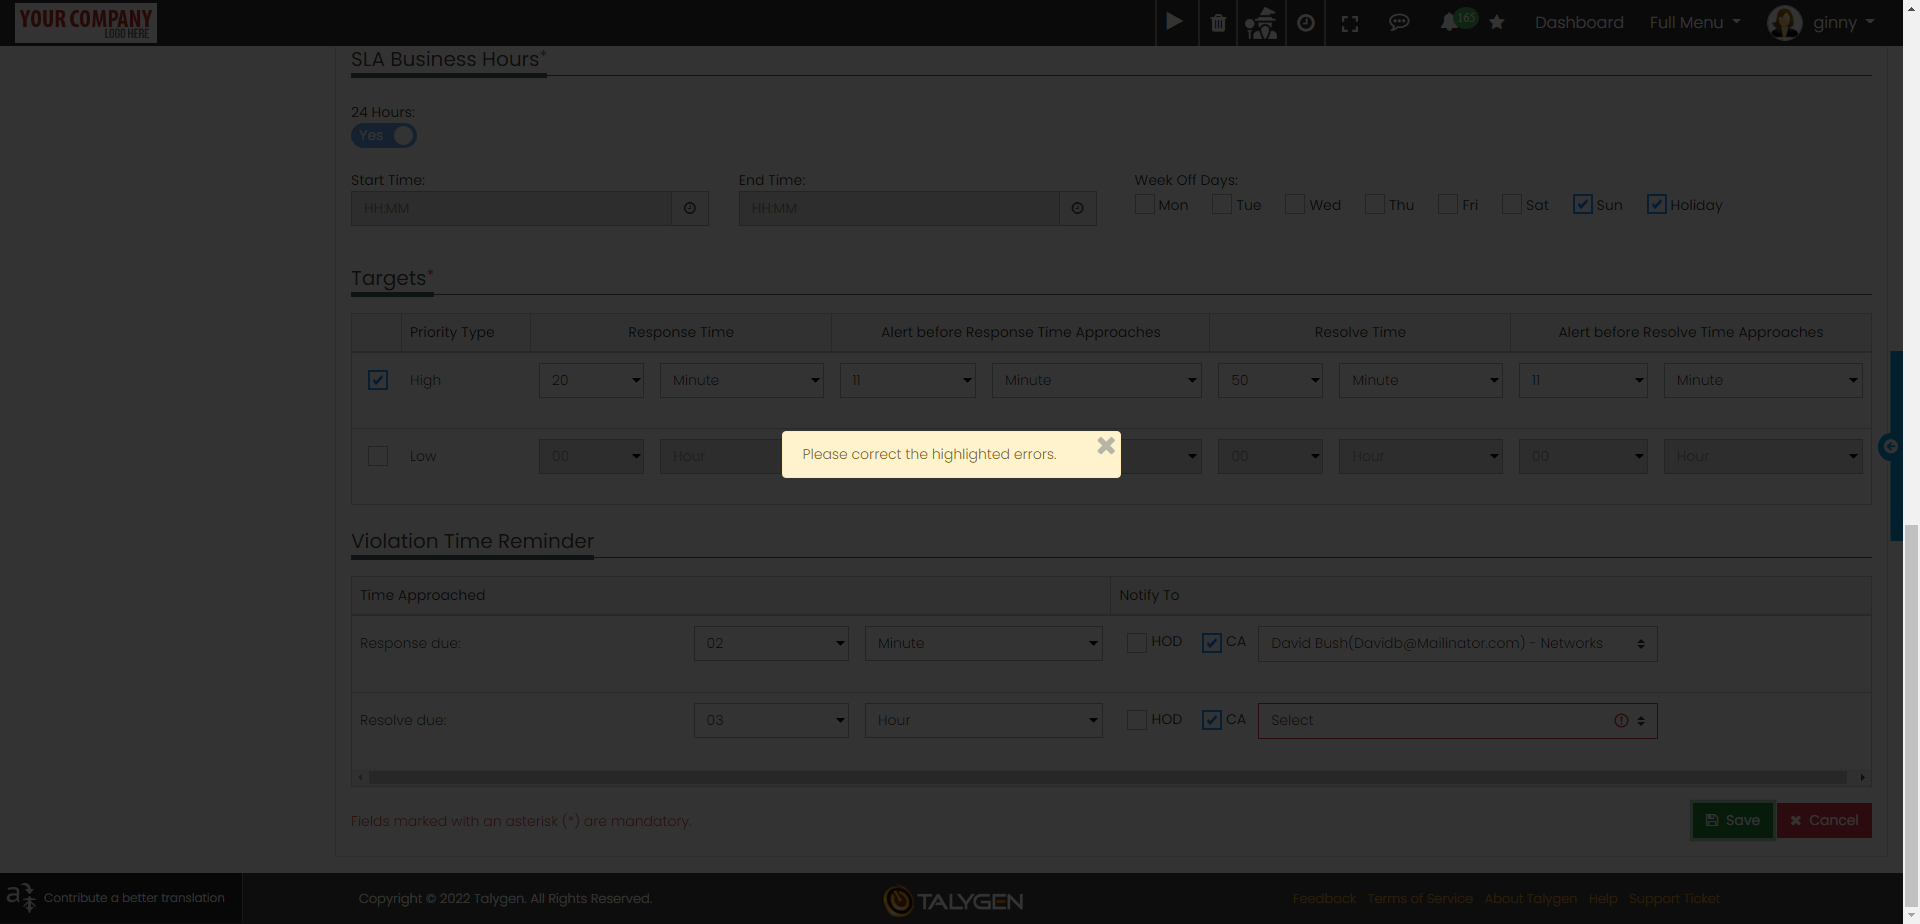 YOUR COMPANY
LOGO HERE
165
Dashboard
Full Menu
ginny
SLA Business Hours*
24 Hours:
Yes
Start Time:
End Time:
Week Off Days:
HH:MM
HH:MM
Mon
Tue
Wed
Thu
Fri
Sat
Sun
Holiday
Targets*
Priority Type
Response Time
Alert before Response Time Approaches
Resolve Time
Alert before Resolve Time Approaches
High
20
Minute
11
Minute
50
Minute
11
Minute
Low
00
Hour
00
Hour
00
Hour
Please correct the highlighted errors.
Violation Time Reminder
Time Approached
Notify To
Response due:
02
Minute
HOD
CA
David Bush(Davidb@Mailinator.com) - Networks
Resolve due:
03
Hour
HOD
CA
Select
Fields marked with an asterisk (*) are mandatory.
Save
Cancel
Contribute a better translation
Copyright © 2022 Talygen. All Rights Reserved.
TALYGEN
Feedback
Terms of Service
About Talygen
Help
Support Ticket